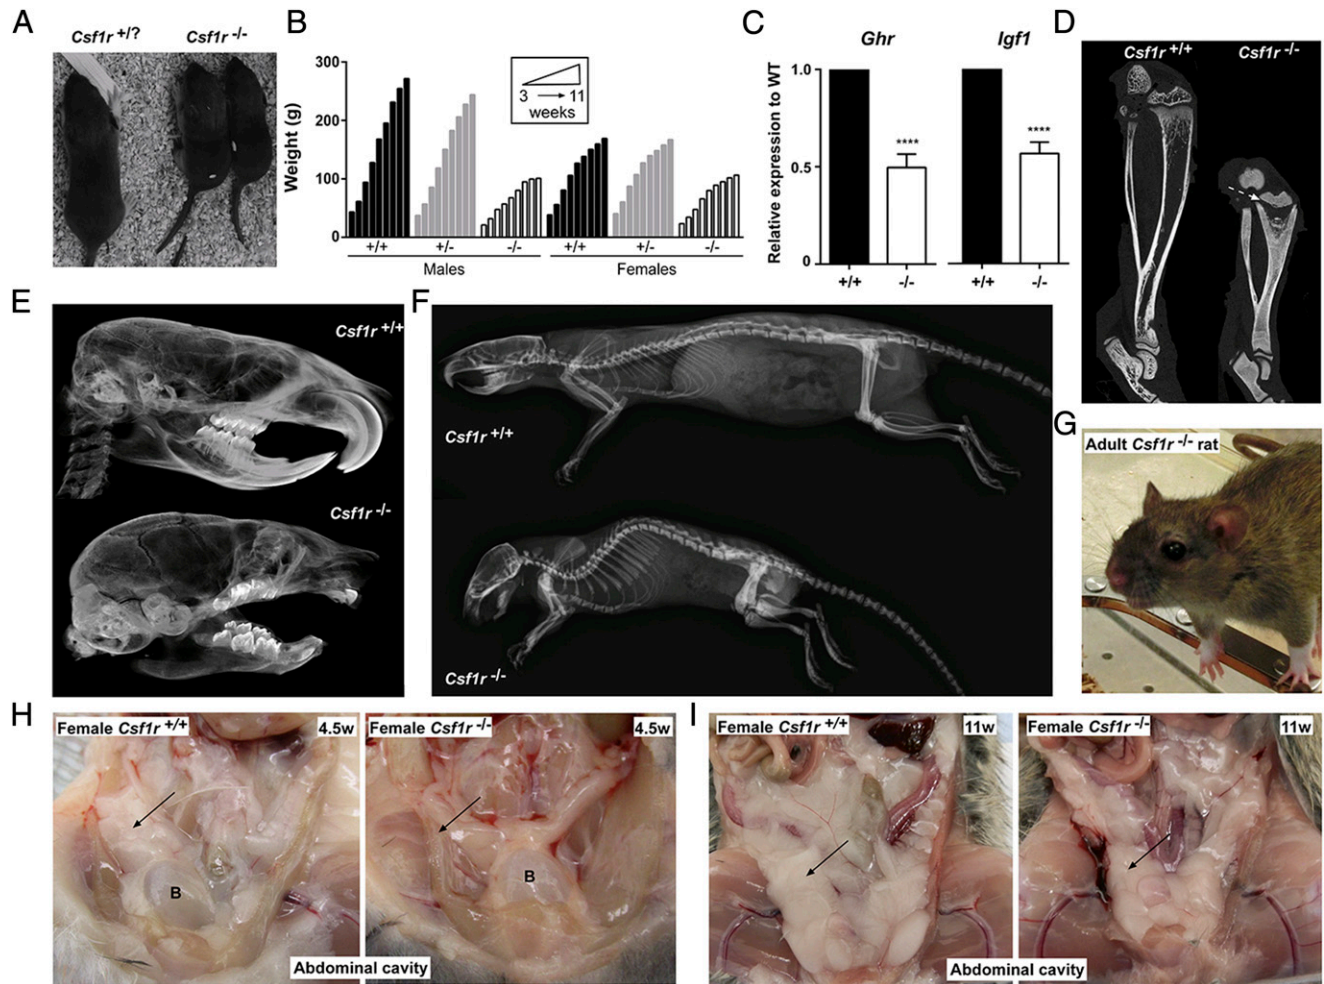 A
Csf1r +/?
Csf1r -/-
B
Weight (g)
300
200
100
0
3 → 11
weeks
+/+
+/-
-/-
+/+
+/-
-/-
Males
Females
C
Ghr
Igf1
Relative expression to WT
1.0
0.5
0
****
****
+/+
-/-
+/+
-/-
D
Csf1r +/+
Csf1r -/-
E
Csf1r +/+
Csf1r -/-
F
Csf1r +/+
Csf1r -/-
G
Adult Csf1r -/- rat
H
Female Csf1r +/+
4.5w
B
Female Csf1r -/-
4.5w
B
Abdominal cavity
I
Female Csf1r +/+
11w
Female Csf1r -/-
11w
Abdominal cavity